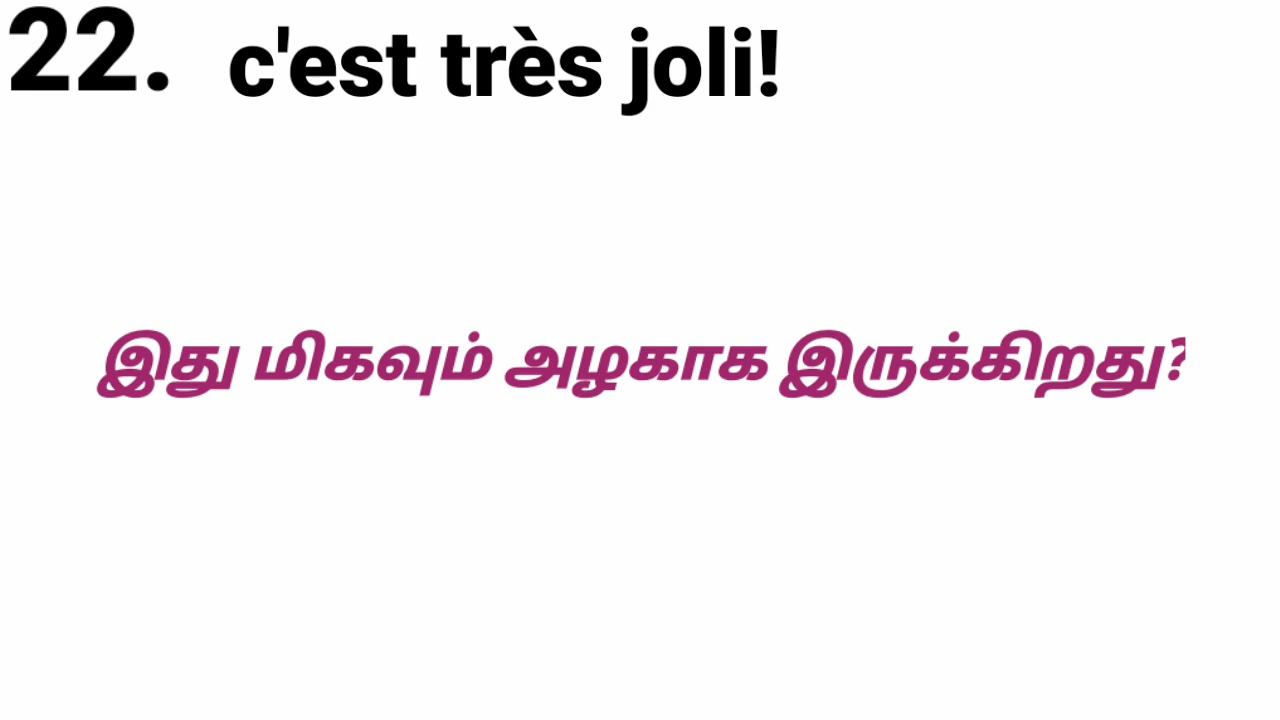 22. c'est très joli!
இது மிகவும் அழகாக இருக்கிறது?